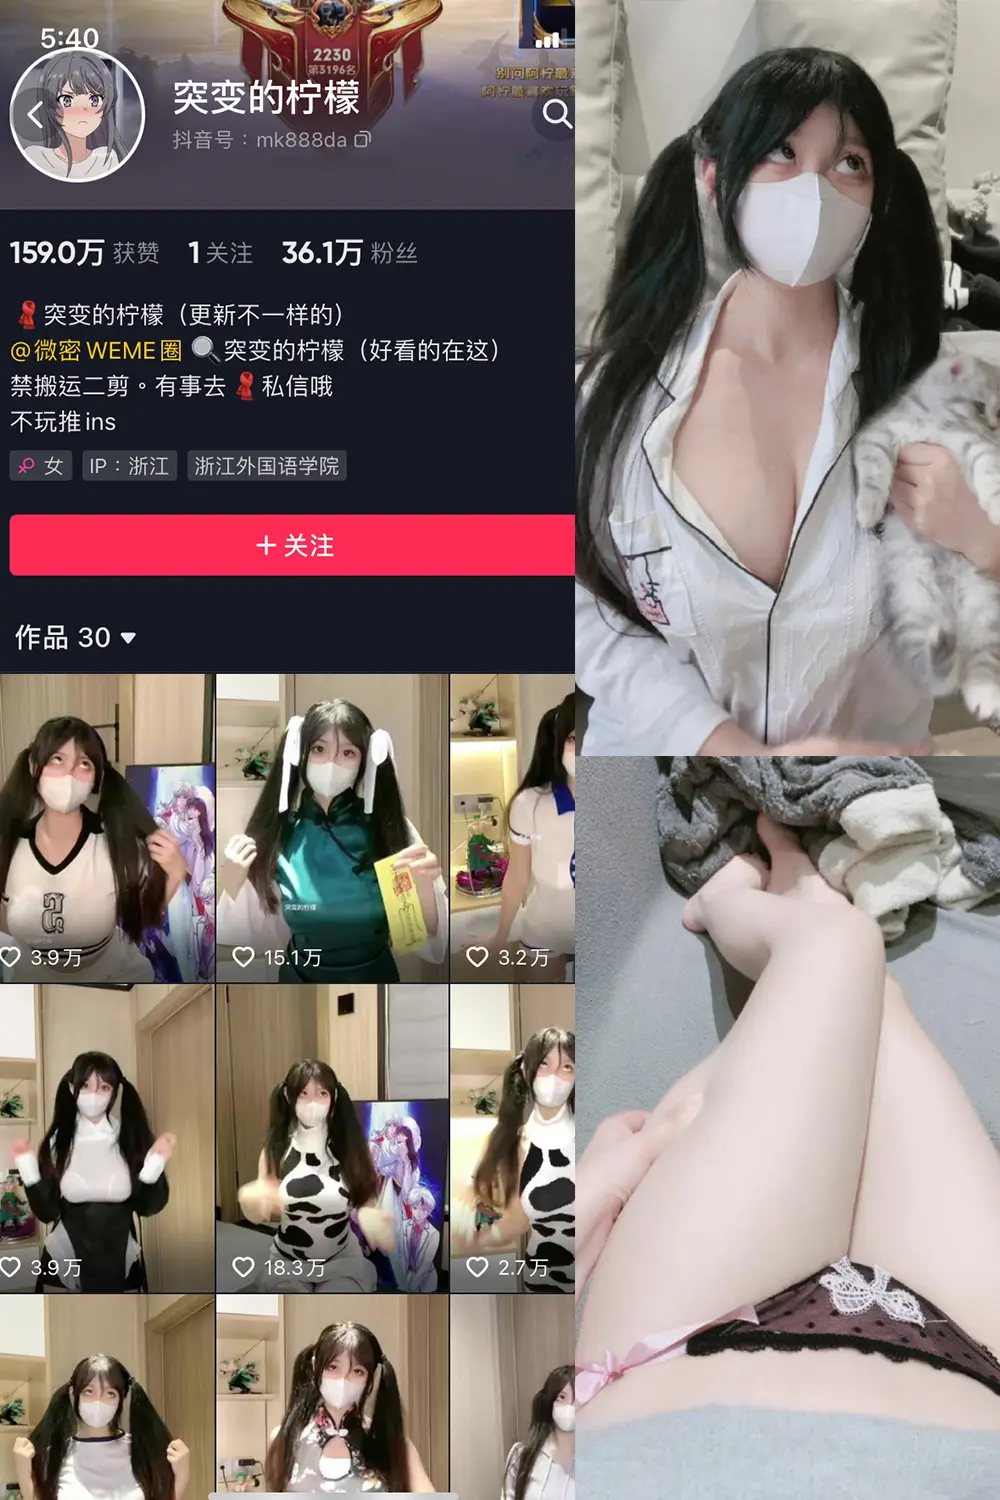 5:40
2230
第3196名
突变的柠檬
抖音号：mk888da
159.0万 获赞 1 关注 36.1万 粉丝
突变的柠檬（更新不一样的）
@微密WEME圈 突变的柠檬（好看的在这）
禁搬运二剪。有事去 私信哦
不玩推ins
女 IP：浙江 浙江外国语学院
+ 关注
作品 30
突变的柠檬
3.9万 15.1万 3.2万
3.9万 18.3万 2.7万